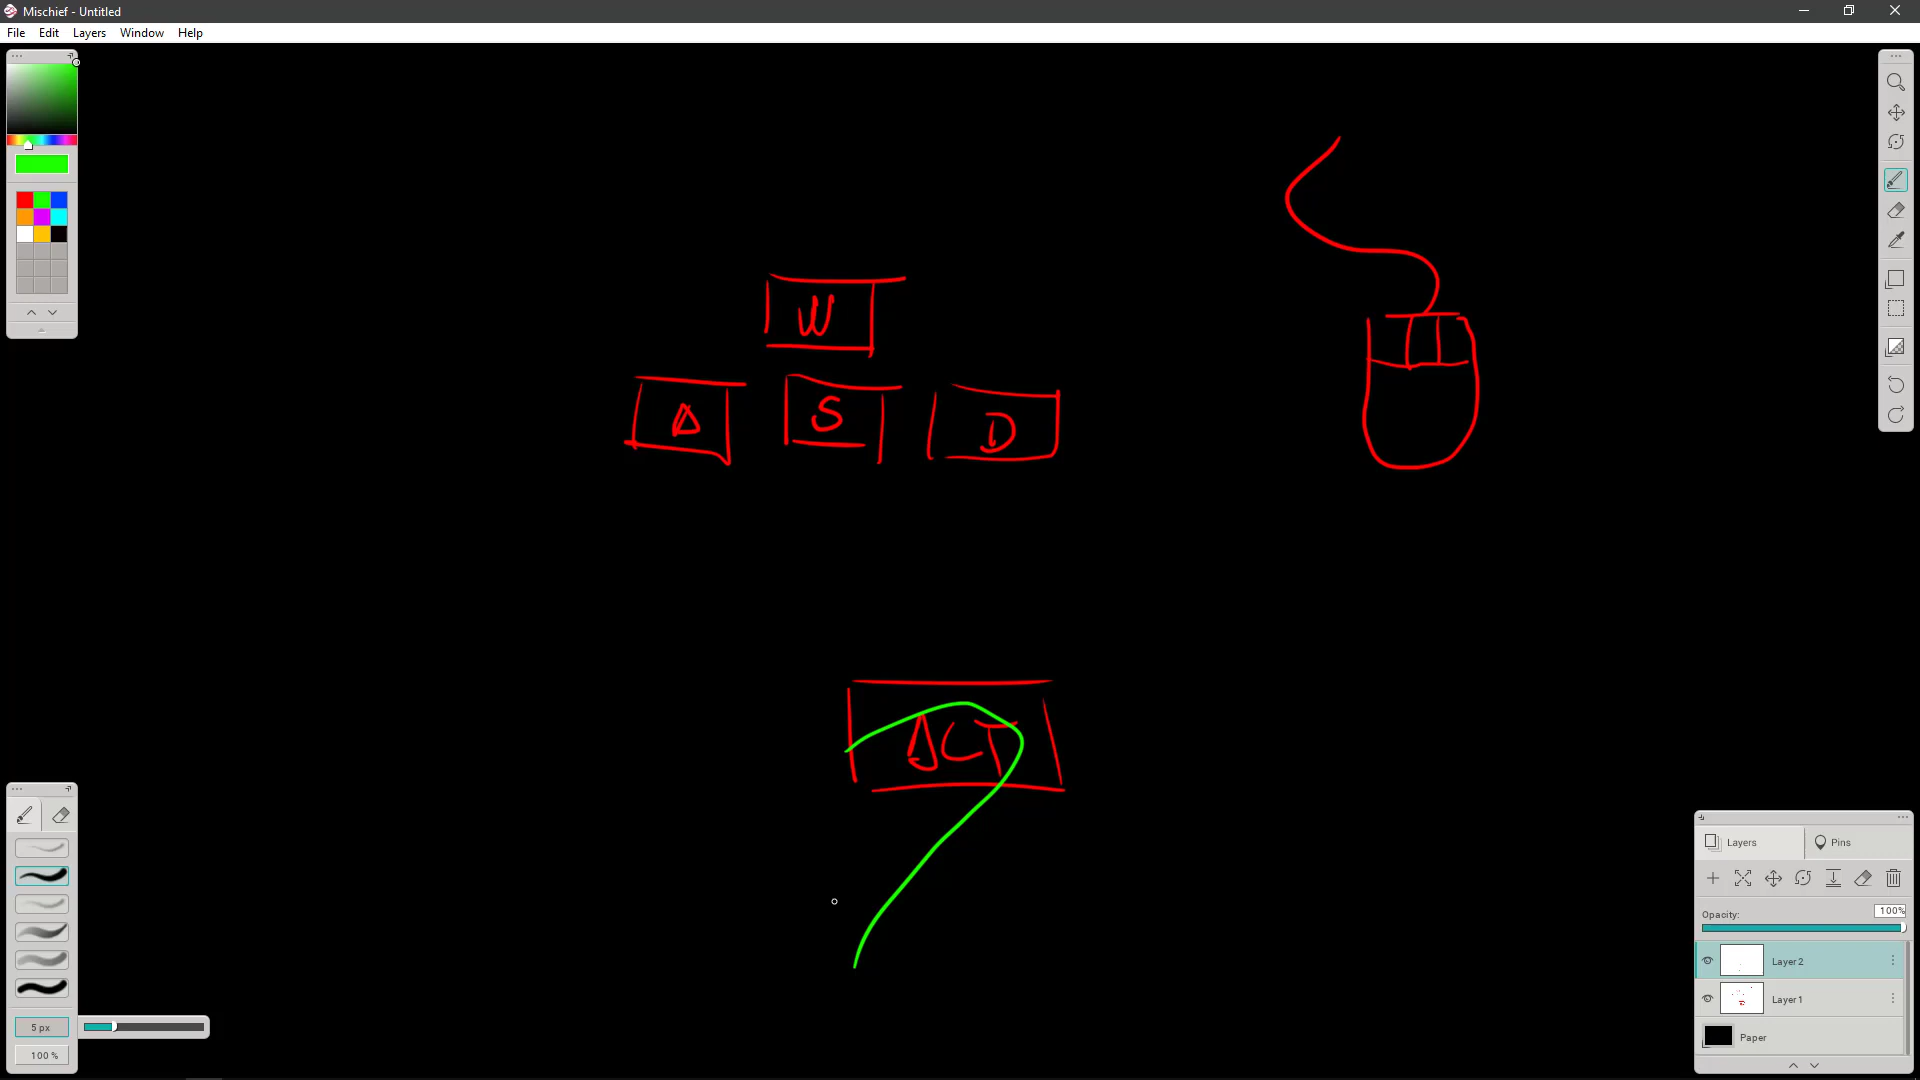 Mischief - Untitled
File Edit Layers Window Help
W
A S D
ACT
5 px
100 %
Layers Pins
Opacity: 100%
Layer 2
Layer 1
Paper